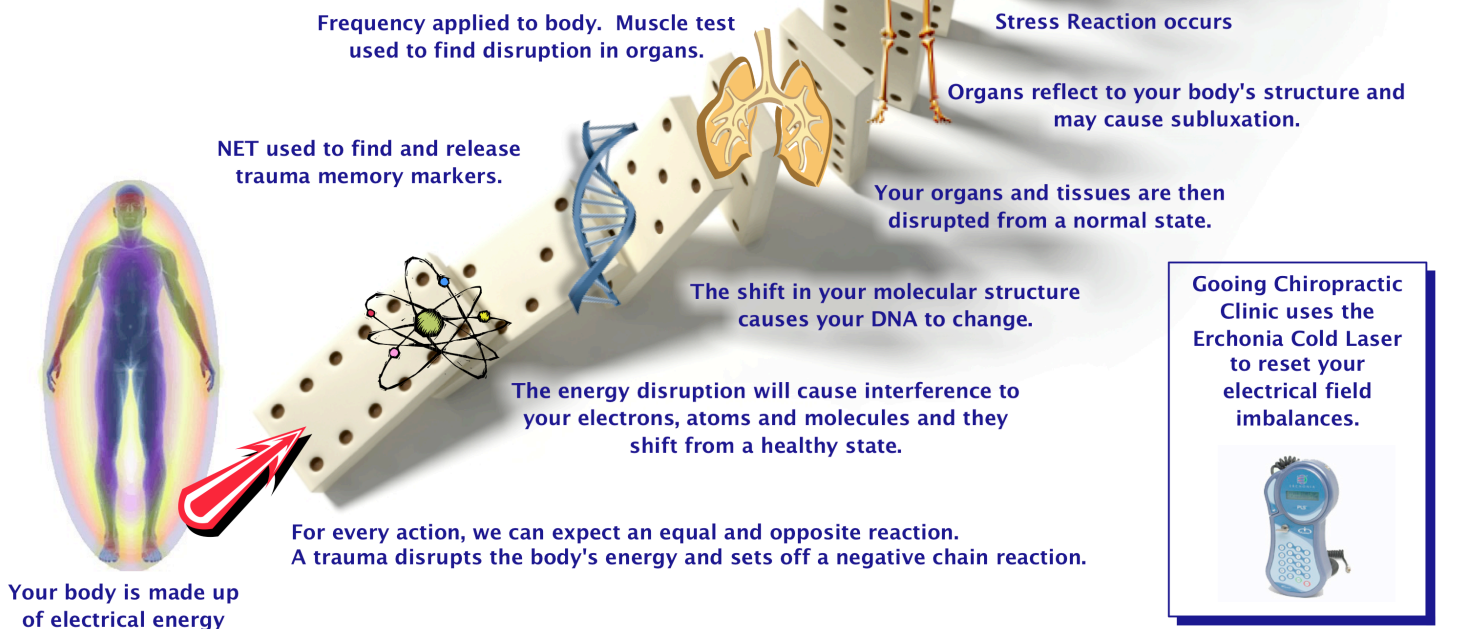 Frequency applied to body.  Muscle test
used to find disruption in organs.
Stress Reaction occurs
Organs reflect to your body's structure and
may cause subluxation.
NET used to find and release
trauma memory markers.
Your organs and tissues are then
disrupted from a normal state.
The shift in your molecular structure
causes your DNA to change.
Gooing Chiropractic
Clinic uses the
Erchonia Cold Laser
to reset your
electrical field
imbalances.
The energy disruption will cause interference to
your electrons, atoms and molecules and they
shift from a healthy state.
For every action, we can expect an equal and opposite reaction.
A trauma disrupts the body's energy and sets off a negative chain reaction.
Your body is made up
of electrical energy
ERCHONIA